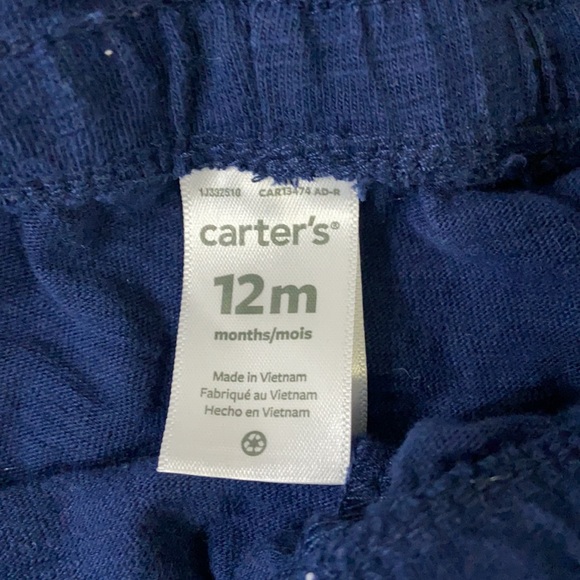 1J332510 CAR13474 AD-R
carter's®
12m
months/mois
Made in Vietnam
Fabriqué au Vietnam
Hecho en Vietnam